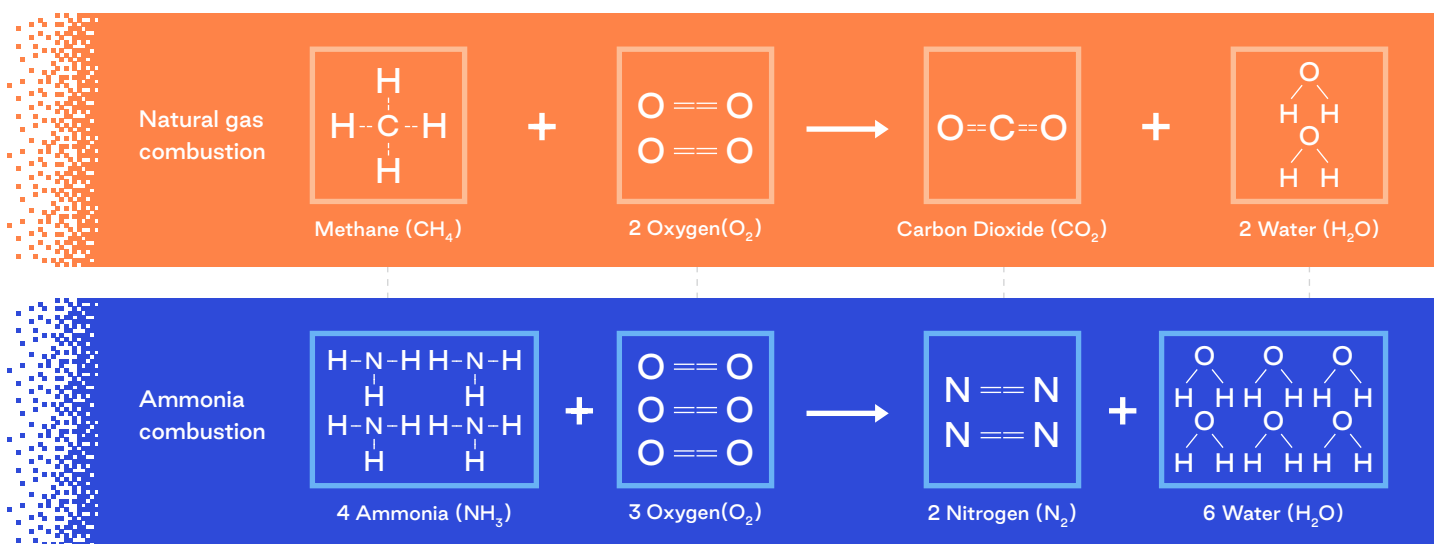 Natural gas
combustion
H
H--C--H
H
+
O == O
O == O
→
O=C=O
+
O
H H
O
H H
Methane (CH₄)
2 Oxygen(O₂)
Carbon Dioxide (CO₂)
2 Water (H₂O)
Ammonia
combustion
H-N-H H-N-H
H H
H-N-H H-N-H
H H
+
O == O
O == O
O == O
→
N == N
N == N
+
O O O
H H H H H H
O O O
H H H H H H
4 Ammonia (NH₃)
3 Oxygen(O₂)
2 Nitrogen (N₂)
6 Water (H₂O)